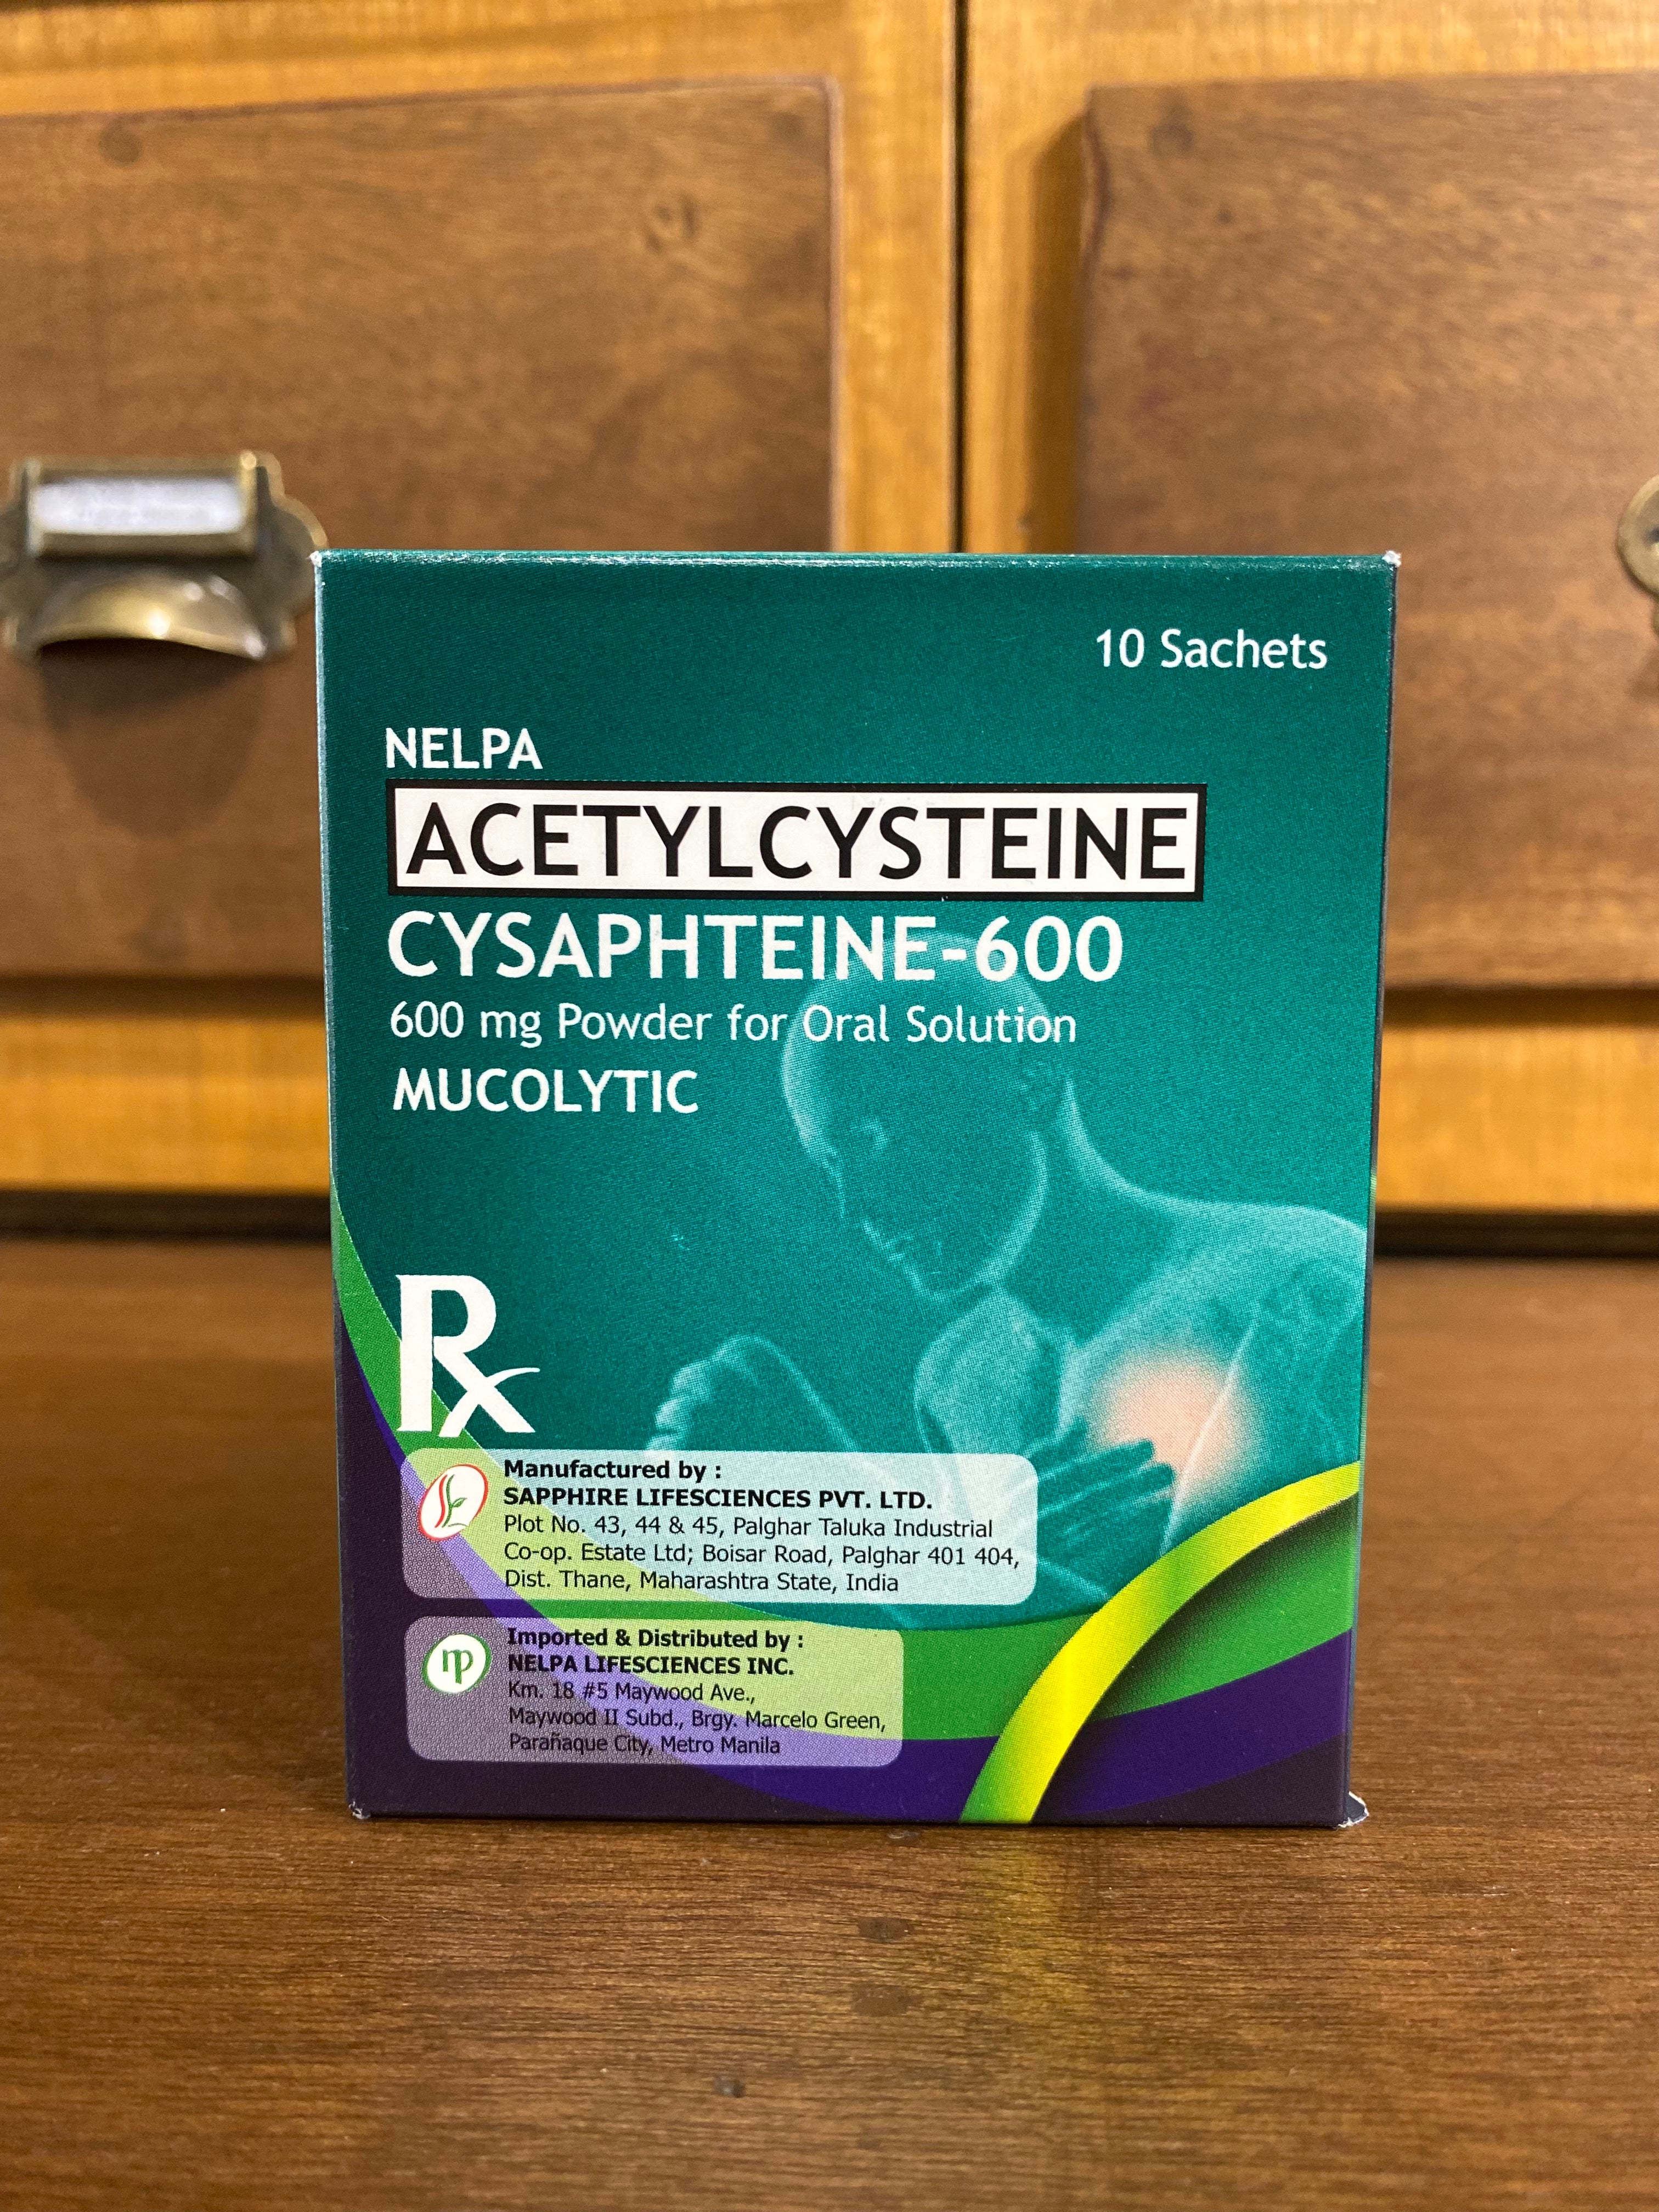 10 Sachets
NELPA
ACETYLCYSTEINE
CYSAPHTEINE-600
600 mg Powder for Oral Solution
MUCOLYTIC
Rx
Manufactured by :
SAPPHIRE LIFESCIENCES PVT. LTD.
Plot No. 43, 44 & 45, Palghar Taluka Industrial
Co-op. Estate Ltd; Boisar Road, Palghar 401 404,
Dist. Thane, Maharashtra State, India
np
Imported & Distributed by :
NELPA LIFESCIENCES INC.
Km. 18 #5 Maywood Ave.,
Maywood II Subd., Brgy. Marcelo Green,
Parañaque City, Metro Manila